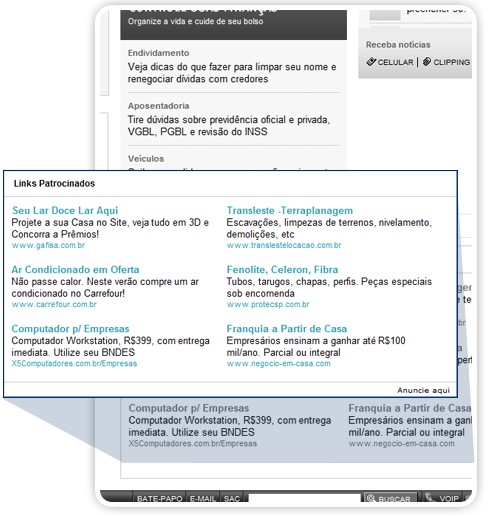 Organize a vida e cuide de seu bolso
Endividamento
Veja dicas do que fazer para limpar seu nome e
renegociar dívidas com credores
Aposentadoria
Tire dúvidas sobre previdência oficial e privada,
VGBL, PGBL e revisão do INSS
Veículos
Receba notícias
CELULAR | CLIPPING
Links Patrocinados
Seu Lar Doce Lar Aqui
Projete a sua Casa no Site, veja tudo em 3D e
Concorra a Prêmios!
www.gafisa.com.br
Transleste -Terraplanagem
Escavações, limpezas de terrenos, nivelamento,
demolições, etc
www.translestelocacao.com.br
Ar Condicionado em Oferta
Não passe calor. Neste verão compre um ar
condicionado no Carrefour!
www.carrefour.com.br
Fenolite, Celeron, Fibra
Tubos, tarugos, chapas, perfis. Peças especiais
sob encomenda
www.protecsp.com.br
Computador p/ Empresas
Computador Workstation, R$399, com entrega
imediata. Utilize seu BNDES
X5Computadores.com.br/Empresas
Franquia a Partir de Casa
Empresários ensinam a ganhar até R$100
mil/ano. Parcial ou integral
www.negocio-em-casa.com
Anuncie aqui
Computador p/ Empresas
Computador Workstation, R$399, com entrega
imediata. Utilize seu BNDES
X5Computadores.com.br/Empresas
Franquia a Partir de Casa
Empresários ensinam a gan
mil/ano. Parcial ou integral
www.negocio-em-casa.com
BATE-PAPO | E-MAIL | SAC
BUSCAR
VOIP